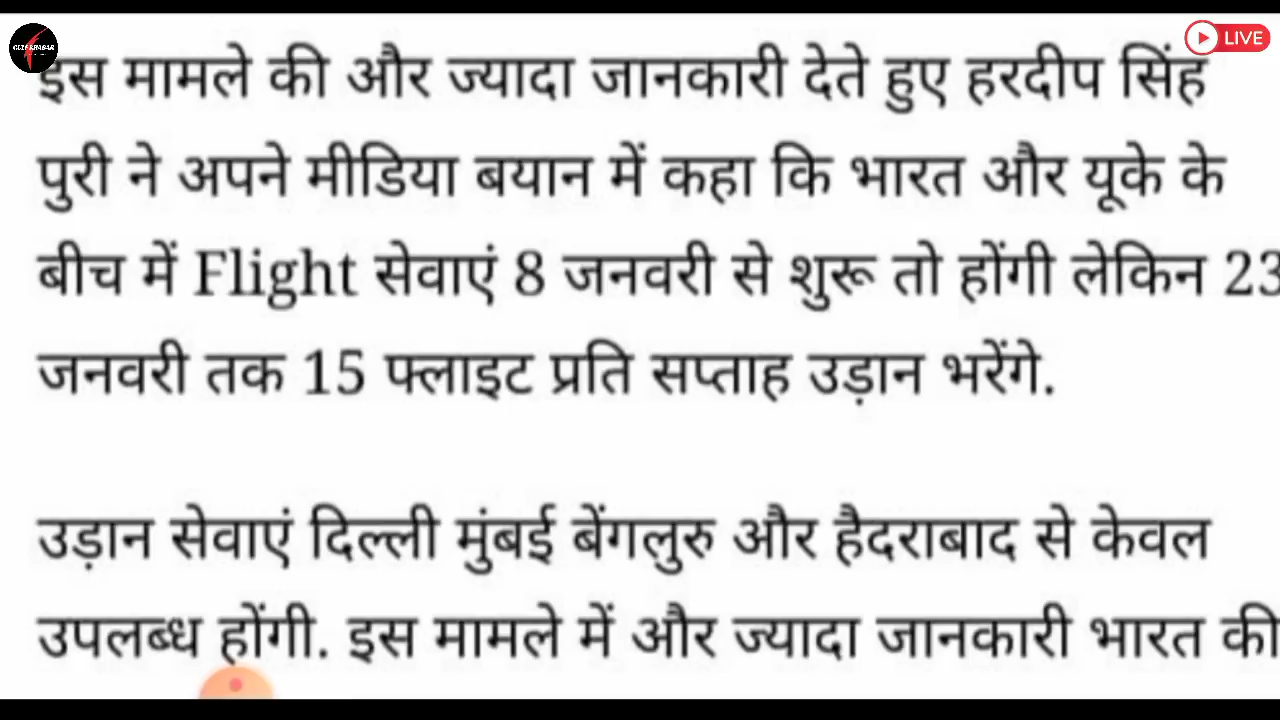 LIVE
इस मामले की और ज्यादा जानकारी देते हुए हरदीप सिंह
पुरी ने अपने मीडिया बयान में कहा कि भारत और यूके के
बीच में Flight सेवाएं 8 जनवरी से शुरू तो होंगी लेकिन 23
जनवरी तक 15 फ्लाइट प्रति सप्ताह उड़ान भरेंगे.
उड़ान सेवाएं दिल्ली मुंबई बेंगलुरु और हैदराबाद से केवल
उपलब्ध होंगी. इस मामले में और ज्यादा जानकारी भारत की